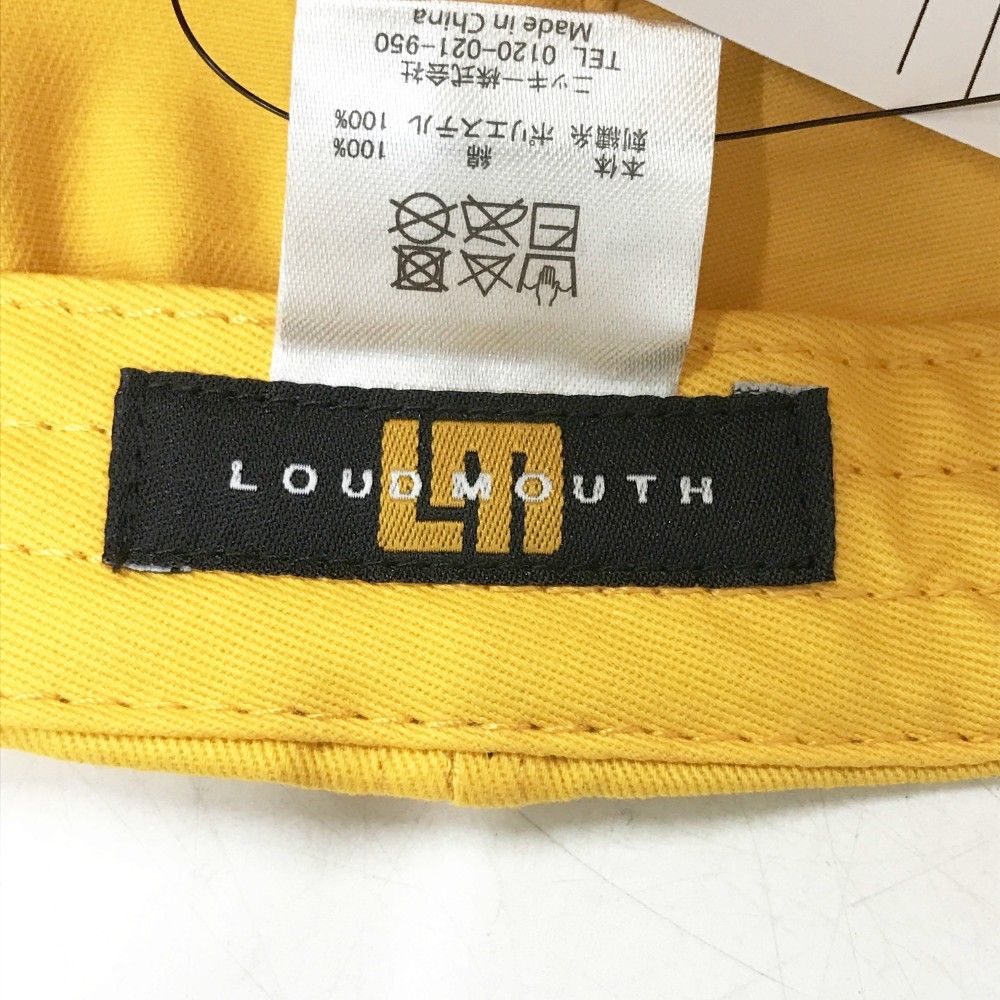 本体 綿 100%
刺繍糸 ポリエステル 100%
ニッキー株式会社
TEL 0120-021-950
Made in China
LM
LOUDMOUTH